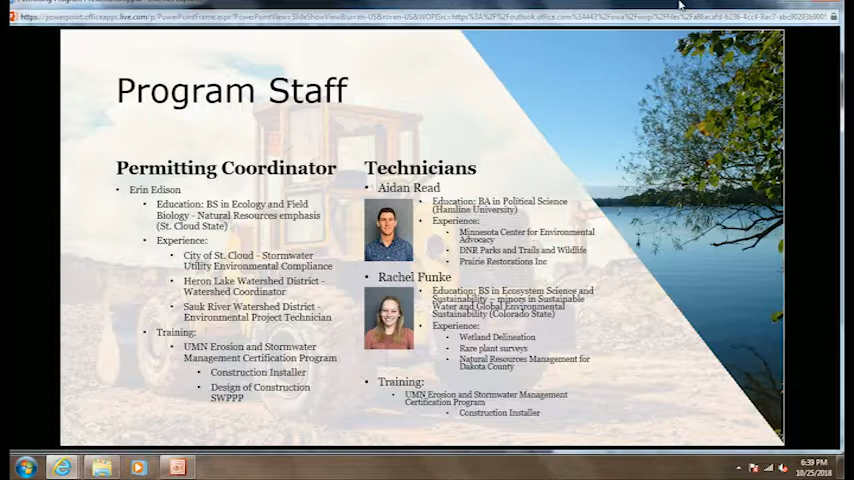 Program Staff
Permitting Coordinator
• Erin Edison
• Education: BS in Ecology and Field
Biology - Natural Resources emphasis
(St. Cloud State)
• Experience:
• City of St. Cloud - Stormwater
Utility Environmental Compliance
• Heron Lake Watershed District -
Watershed Coordinator
• Sauk River Watershed District -
Environmental Project Technician
• Training:
• UMN Erosion and Stormwater
Management Certification Program
• Construction Installer
• Design of Construction
SWPPP
Technicians
• Aidan Read
• Education: BA in Political Science
(Hamline University)
• Experience:
• Minnesota Center for Environmental
Advocacy
• DNR Parks and Trails and Wildlife
• Prairie Restorations Inc
• Rachel Funke
• Education: BS in Ecosystem Science and
Sustainability – minors in Sustainable
Water and Global Environmental
Sustainability (Colorado State)
• Experience:
• Wetland Delineation
• Rare plant surveys
• Natural Resources Management for
Dakota County
• Training:
• UMN Erosion and Stormwater Management
Certification Program
• Construction Installer
6:39 PM
10/25/2018